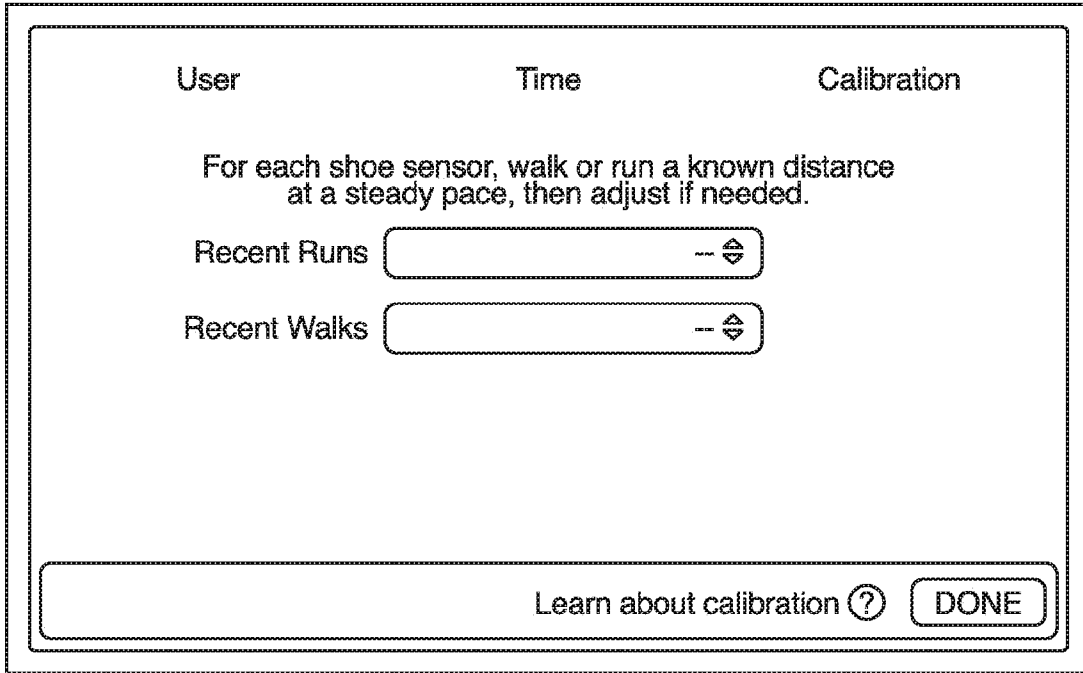 User Time Calibration
For each shoe sensor, walk or run a known distance
at a steady pace, then adjust if needed.
Recent Runs --
Recent Walks --
Learn about calibration ? DONE